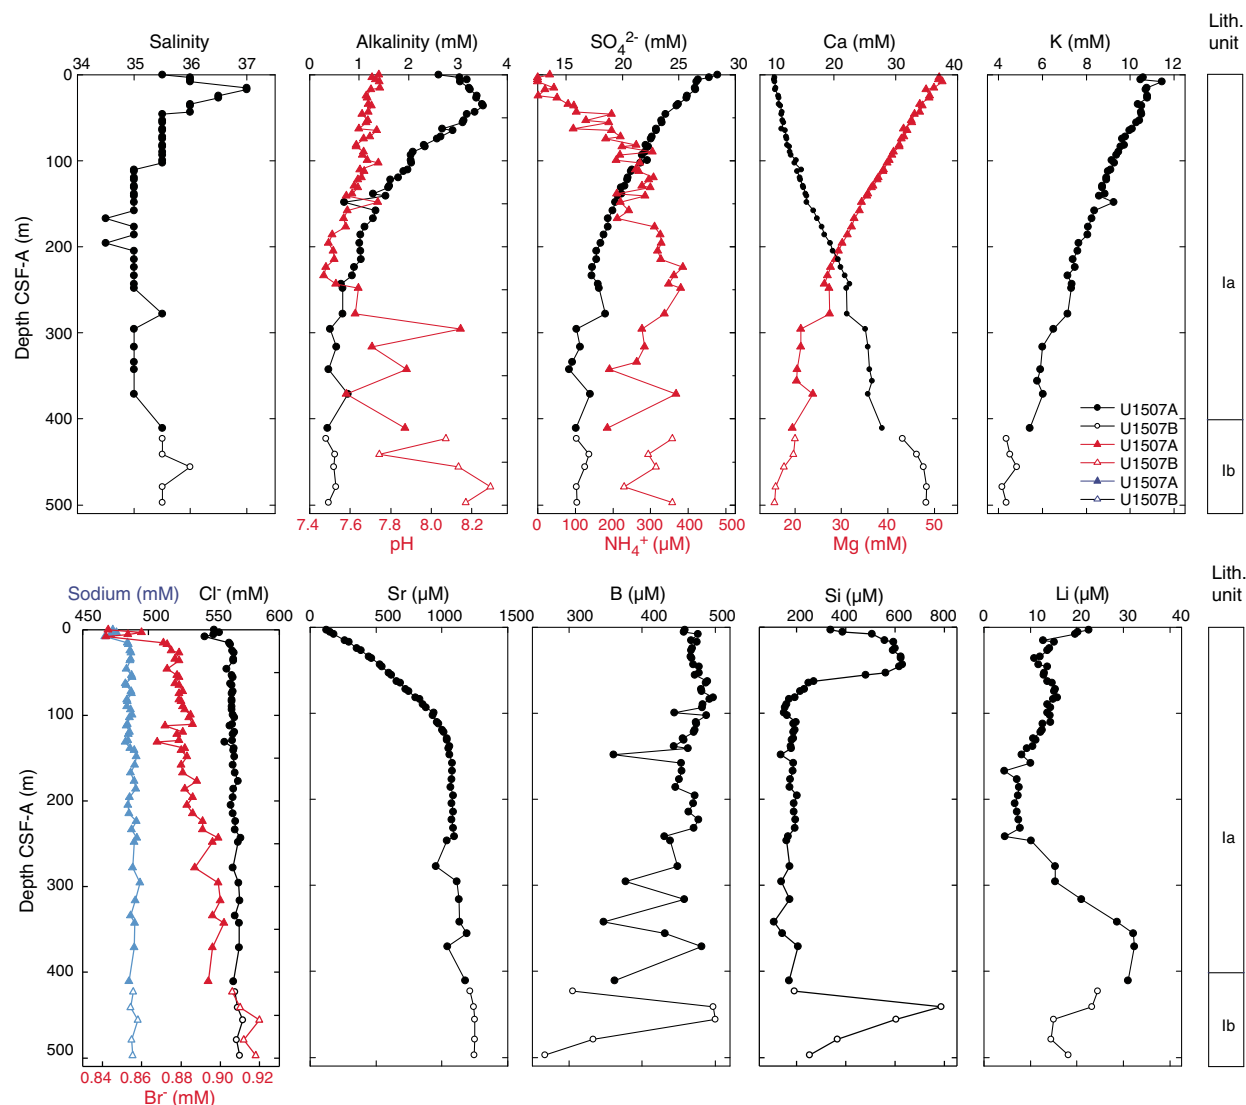 Salinity
34 35 36 37
Alkalinity (mM)
0 1 2 3 4
SO₄²⁻ (mM)
15 20 25 30
Ca (mM)
10 20 30 40
K (mM)
4 6 8 10 12
Lith.
unit
Depth CSF-A (m)
0
100
200
300
400
500
Ia
Ib
U1507A
U1507B
U1507A
U1507B
U1507A
U1507B
7.4 7.6 7.8 8.0 8.2
pH
0 100 200 300 400 500
NH₄⁺ (µM)
20 30 40 50
Mg (mM)
Sodium (mM) Cl⁻ (mM)
450 500 550 600
Sr (µM)
0 500 1000 1500
B (µM)
300 400 500
Si (µM)
200 400 600 800
Li (µM)
0 10 20 30 40
Lith.
unit
Depth CSF-A (m)
0
100
200
300
400
500
Ia
Ib
0.84 0.86 0.88 0.90 0.92
Br⁻ (mM)